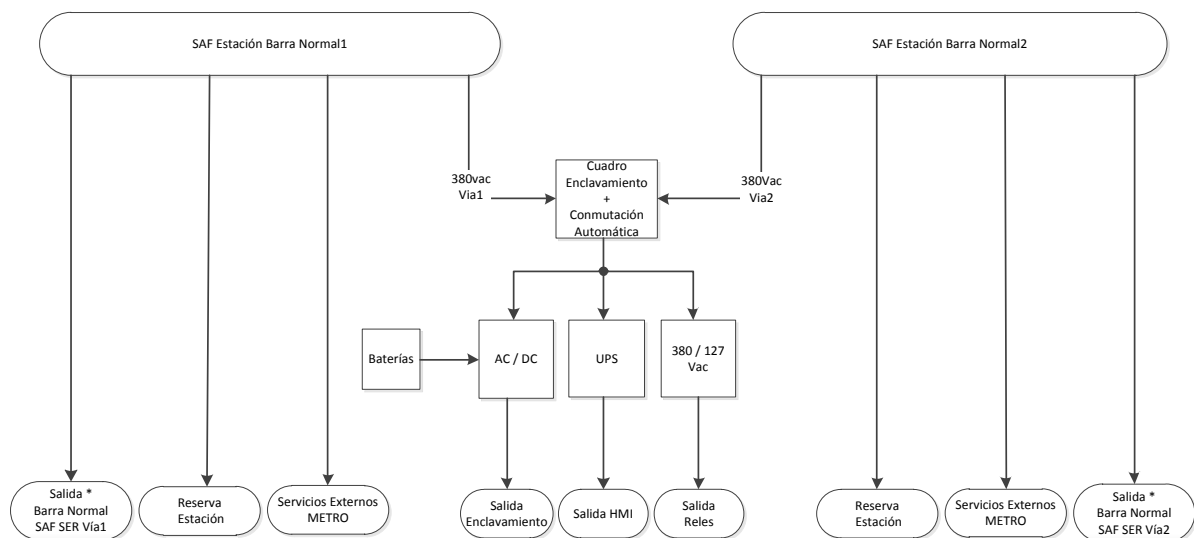 SAF Estación Barra Normal1
SAF Estación Barra Normal2
380vac
Via1
Cuadro
Enclavamiento
+
Conmutación
Automática
380Vac
Via2
Baterías
AC / DC
UPS
380 / 127
Vac
Salida *
Barra Normal
SAF SER Vía1
Reserva
Estación
Servicios Externos
METRO
Salida
Enclavamiento
Salida HMI
Salida
Reles
Reserva
Estación
Servicios Externos
METRO
Salida *
Barra Normal
SAF SER Vía2